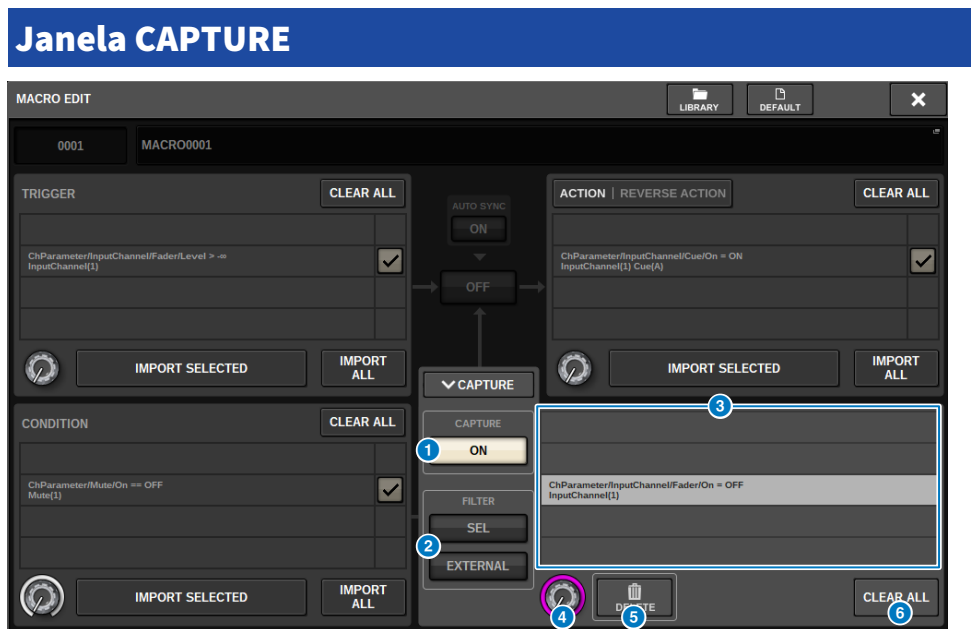 Janela CAPTURE
MACRO EDIT
LIBRARY
DEFAULT
0001
MACRO0001
TRIGGER
CLEAR ALL
ChParameter/InputChannel/Fader/Level > -∞
InputChannel(1)
IMPORT SELECTED
IMPORT
ALL
AUTO SYNC
ON
OFF
ACTION | REVERSE ACTION
CLEAR ALL
ChParameter/InputChannel/Cue/On = ON
InputChannel(1) Cue(A)
IMPORT SELECTED
IMPORT
ALL
CONDITION
CLEAR ALL
ChParameter/Mute/On == OFF
Mute(1)
IMPORT SELECTED
IMPORT
ALL
CAPTURE
CAPTURE
1
ON
FILTER
SEL
2
EXTERNAL
3
ChParameter/InputChannel/Fader/On = OFF
InputChannel(1)
4
DELETE
5
CLEAR ALL
6